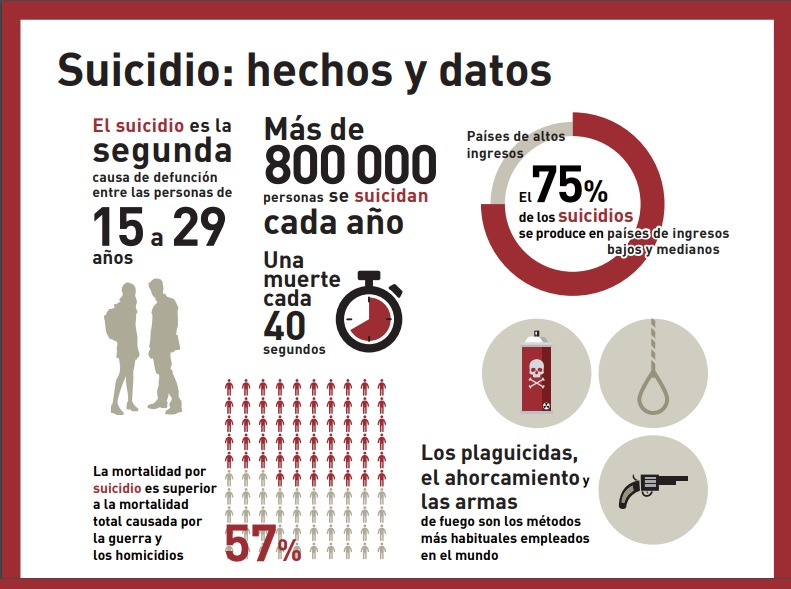 Suicidio: hechos y datos
El suicidio es la
segunda
causa de defunción
entre las personas de
15 a 29
años
Más de
800 000
personas se suicidan
cada año
Una
muerte
cada
40
segundos
Países de altos
ingresos
El 75%
de los suicidios
se produce en países de ingresos
bajos y medianos
La mortalidad por
suicidio es superior
a la mortalidad
total causada por
la guerra y
los homicidios
57%
Los plaguicidas,
el ahorcamiento y
las armas
de fuego son los métodos
más habituales empleados
en el mundo